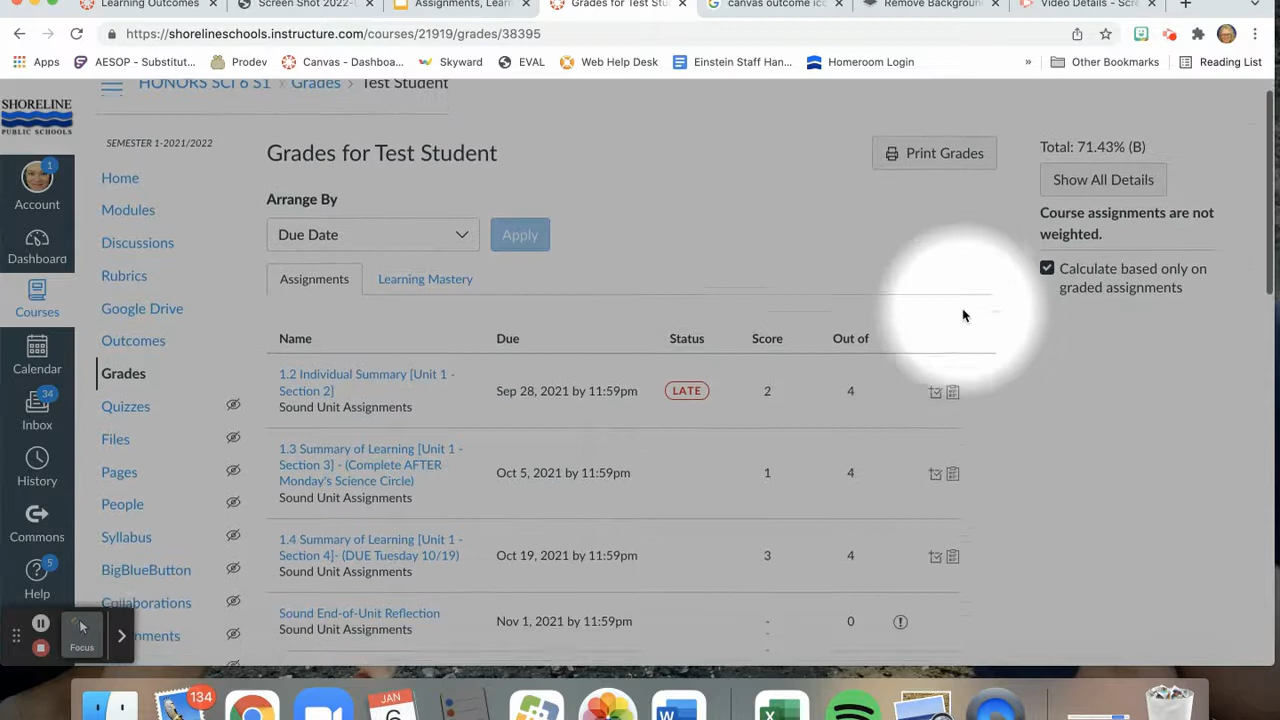 Learning Outcomes
Screen Shot 2022-
Assignments, Lear
Grades for Test Stud
canvas outcome ico
Remove Background
Video Details - Scre
https://shorelineschools.instructure.com/courses/21919/grades/38395
Apps
AESOP - Substitut...
Prodev
Canvas - Dashboa...
Skyward
EVAL
Web Help Desk
Einstein Staff Han...
Homeroom Login
»
Other Bookmarks
Reading List
SHORELINE
PUBLIC SCHOOLS
HONORS SCI 6 S1 › Grades › Test Student
SEMESTER 1-2021/2022
1
Account
Dashboard
Courses
Calendar
34
Inbox
History
Commons
5
Help
Home
Modules
Discussions
Rubrics
Google Drive
Outcomes
Grades
Quizzes
Files
Pages
People
Syllabus
BigBlueButton
Collaborations
nments
Grades for Test Student
Print Grades
Arrange By
Due Date
Apply
Assignments
Learning Mastery
Name Due Status Score Out of
1.2 Individual Summary [Unit 1 -
Section 2]
Sound Unit Assignments
Sep 28, 2021 by 11:59pm
LATE
2
4
1.3 Summary of Learning [Unit 1 -
Section 3] - (Complete AFTER
Monday's Science Circle)
Sound Unit Assignments
Oct 5, 2021 by 11:59pm
1
4
1.4 Summary of Learning [Unit 1 -
Section 4]- (DUE Tuesday 10/19)
Sound Unit Assignments
Oct 19, 2021 by 11:59pm
3
4
Sound End-of-Unit Reflection
Sound Unit Assignments
Nov 1, 2021 by 11:59pm
-
-
0
Total: 71.43% (B)
Show All Details
Course assignments are not
weighted.
Calculate based only on
graded assignments
Focus
134
JAN
6